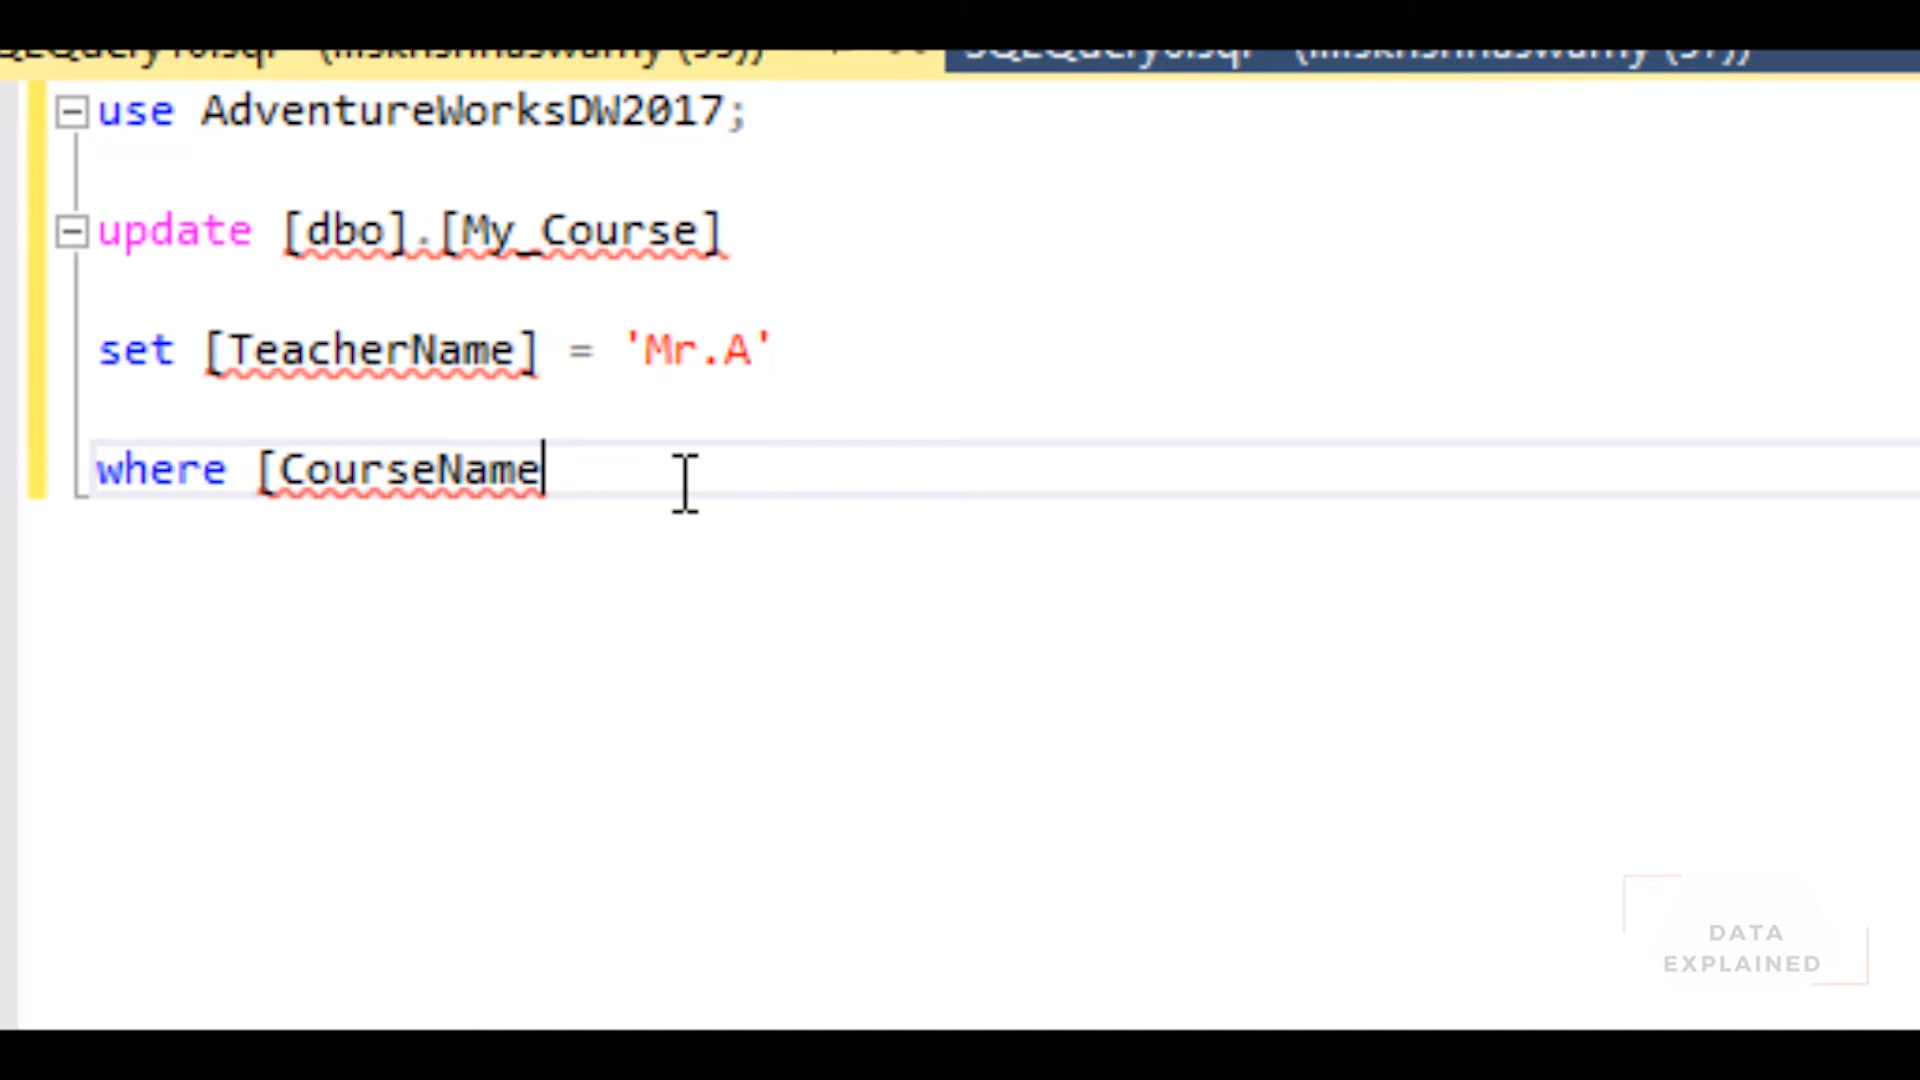 use AdventureWorksDW2017;
update [dbo].[My_Course]
set [TeacherName] = 'Mr.A'
where [CourseName
DATA
EXPLAINED